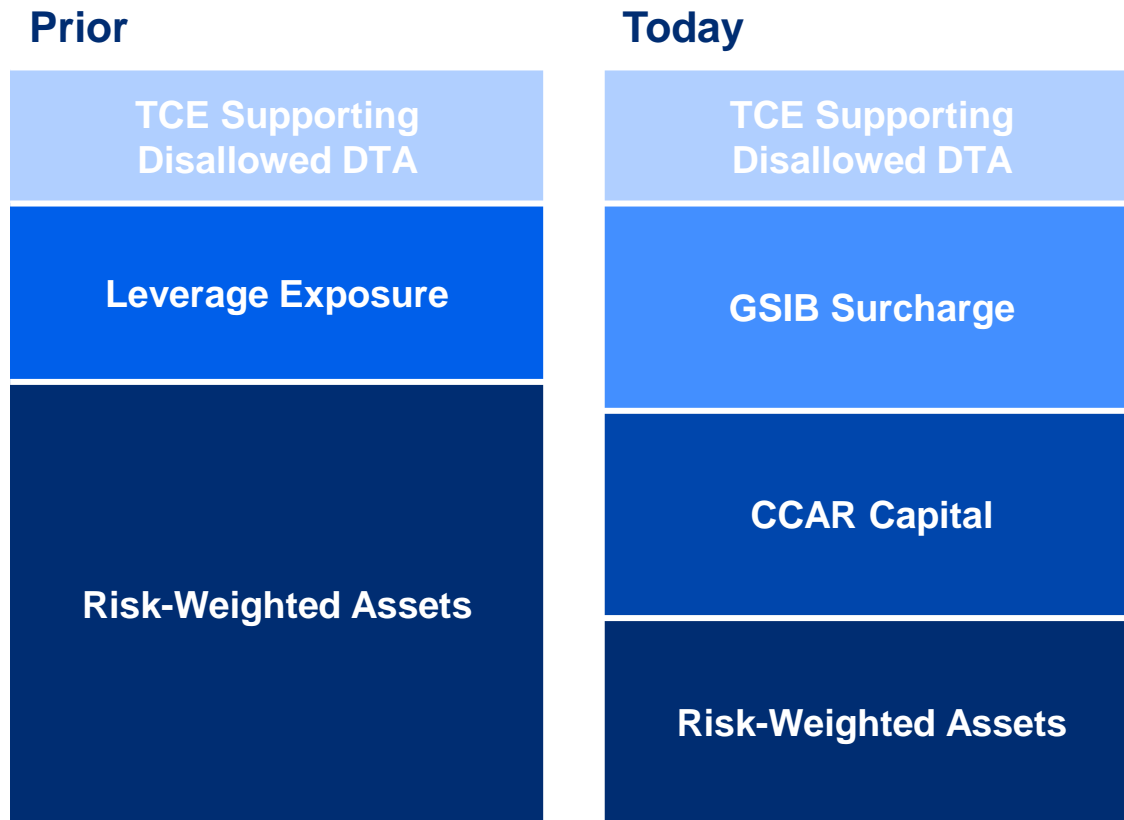 Prior
TCE Supporting
Disallowed DTA
Leverage Exposure
Risk-Weighted Assets
Today
TCE Supporting
Disallowed DTA
GSIB Surcharge
CCAR Capital
Risk-Weighted Assets